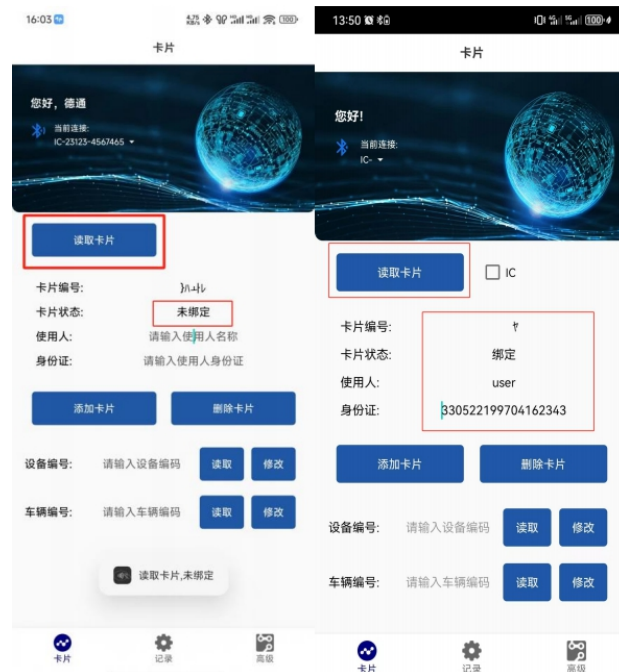 16:03
卡片
您好，德通
当前连接:
IC-23123-4567465
读取卡片
卡片编号:
卡片状态: 未绑定
使用人: 请输入使用人名称
身份证: 请输入使用人身份证
添加卡片 删除卡片
设备编号: 请输入设备编码 读取 修改
车辆编号: 请输入车辆编码 读取 修改
读取卡片,未绑定
卡片 记录 高级
13:50
100
卡片
您好!
当前连接:
IC-
读取卡片 IC
卡片编号:
卡片状态: 绑定
使用人: user
身份证: 330522199704162343
添加卡片 删除卡片
设备编号: 请输入设备编码 读取 修改
车辆编号: 请输入车辆编码 读取 修改
卡片 记录 高级